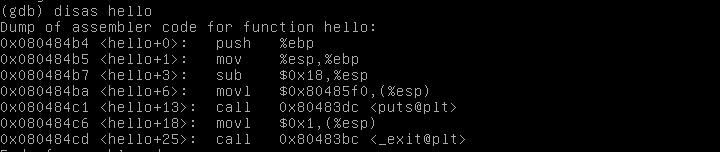 (gdb) disas hello
Dump of assembler code for function hello:
0x080484b4 <hello+0>: push %ebp
0x080484b5 <hello+1>: mov %esp,%ebp
0x080484b7 <hello+3>: sub $0x18,%esp
0x080484ba <hello+6>: movl $0x80485f0,(%esp)
0x080484c1 <hello+13>: call 0x80483dc <puts@plt>
0x080484c6 <hello+18>: movl $0x1,(%esp)
0x080484cd <hello+25>: call 0x80483bc <_exit@plt>